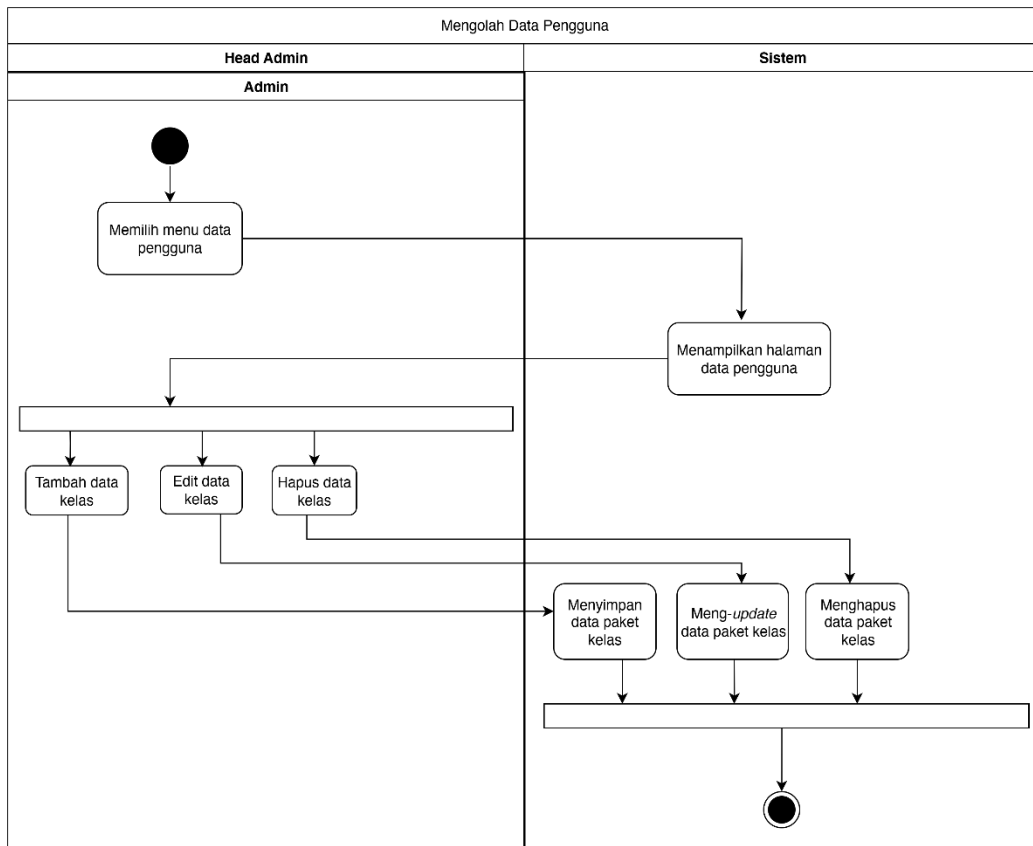 Mengolah Data Pengguna
Head Admin
Sistem
Admin
Memilih menu data
pengguna
Menampilkan halaman
data pengguna
Tambah data
kelas
Edit data
kelas
Hapus data
kelas
Menyimpan
data paket
kelas
Meng-update
data paket kelas
Menghapus
data paket
kelas